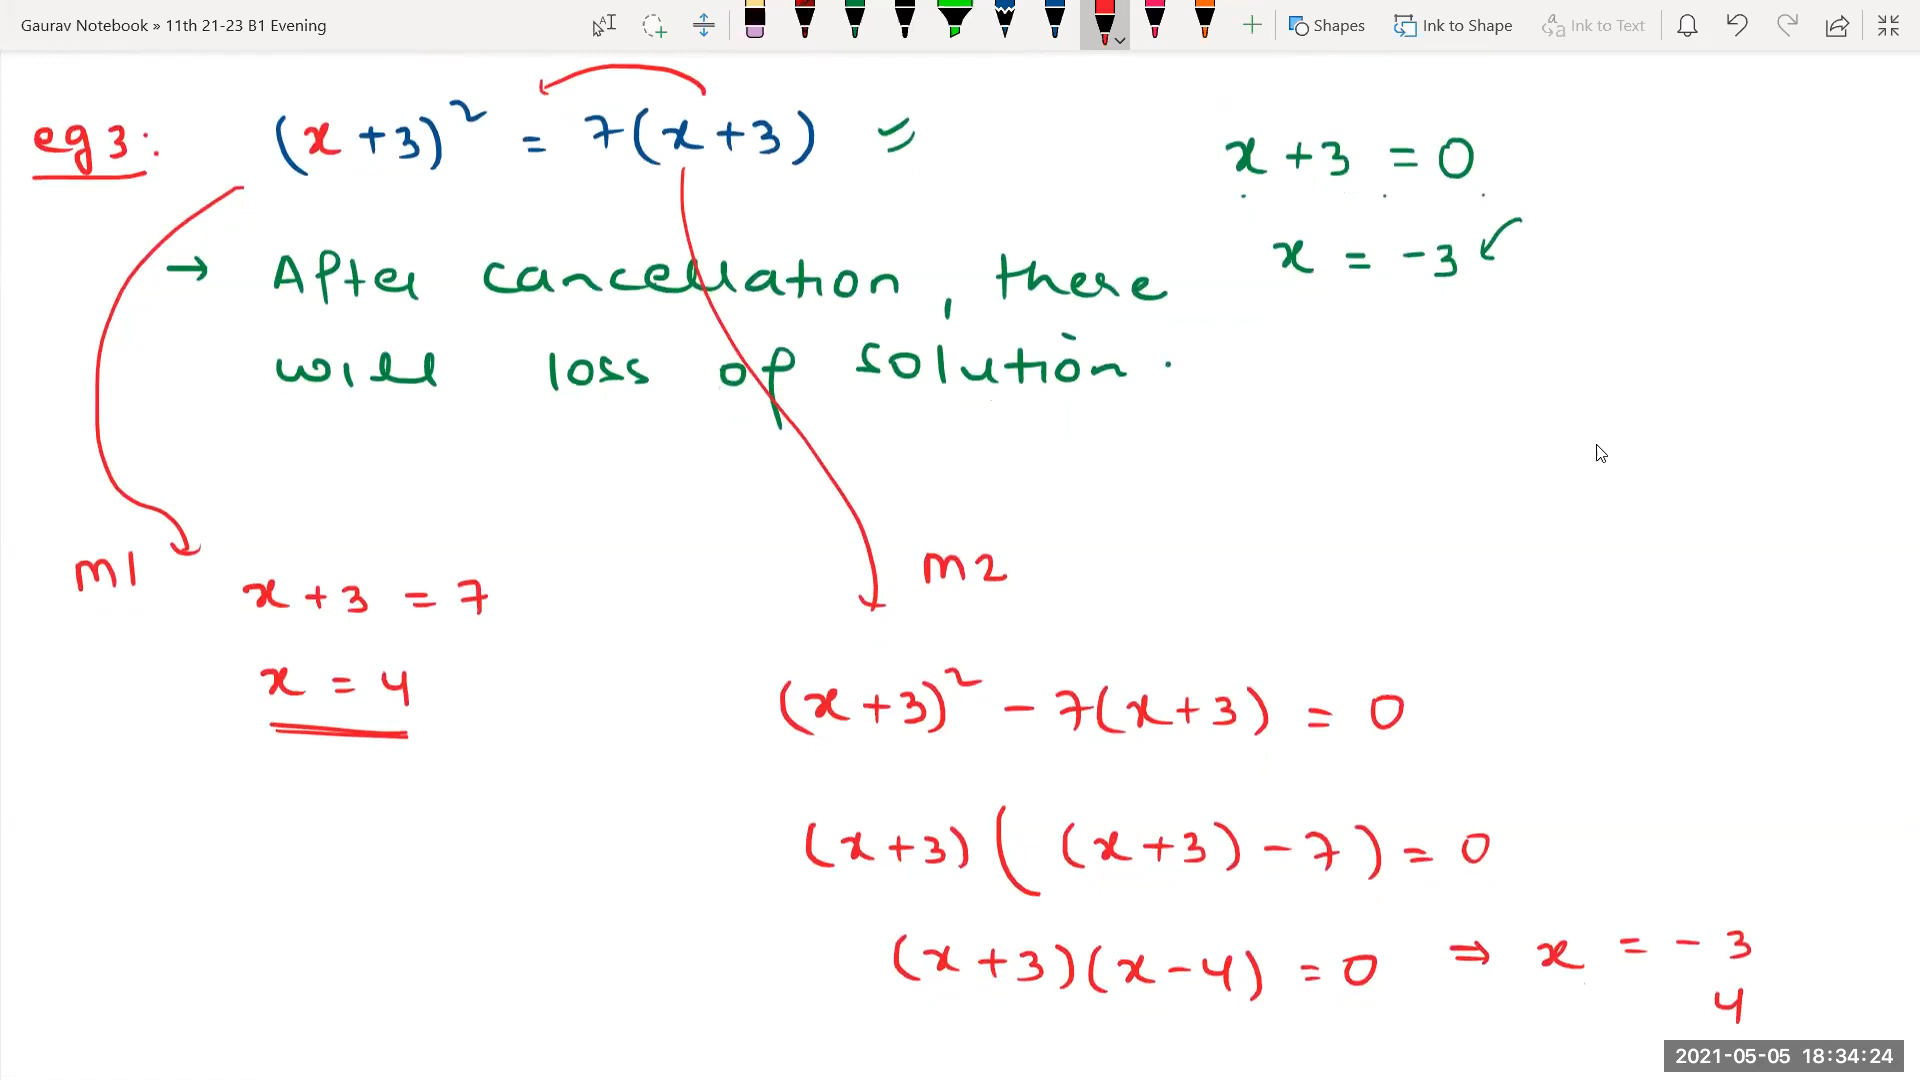 Gaurav Notebook » 11th 21-23 B1 Evening
Shapes
Ink to Shape
Ink to Text
eg 3: (x+3)² = 7(x+3)
x+3 = 0
x = -3
→ After cancellation, there
will loss of solution.
m1
x+3 = 7
x = 4
m2
(x+3)² - 7(x+3) = 0
(x+3)((x+3)-7) = 0
(x+3)(x-4) = 0 ⇒ x = -3
4
2021-05-05 18:34:24